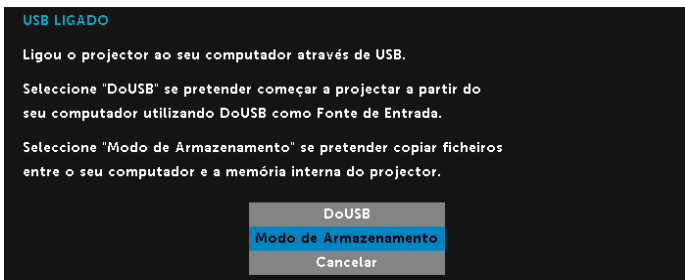 USB LIGADO
Ligou o projector ao seu computador através de USB.
Seleccione "DoUSB" se pretender começar a projectar a partir do
seu computador utilizando DoUSB como Fonte de Entrada.
Seleccione "Modo de Armazenamento" se pretender copiar ficheiros
entre o seu computador e a memória interna do projector.
DoUSB
Modo de Armazenamento
Cancelar